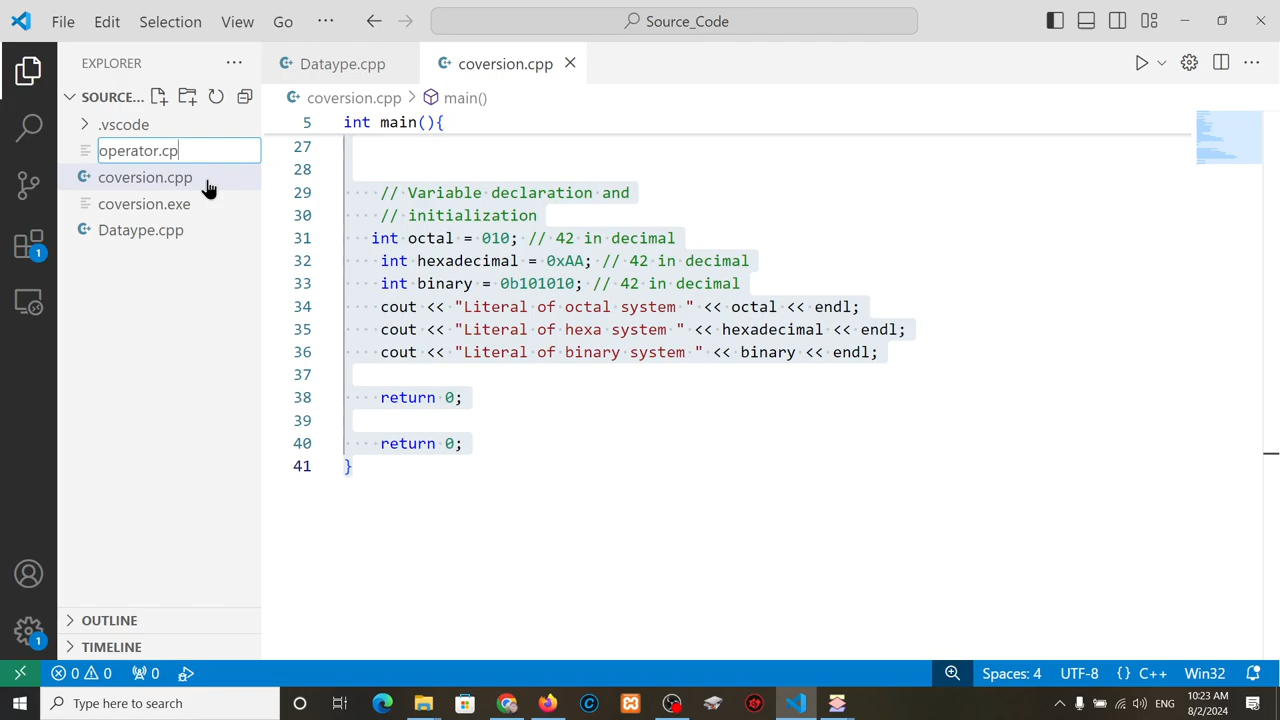 File Edit Selection View Go ··· Source_Code
EXPLORER ···
SOURCE...
.vscode
operator.cp
coversion.cpp
coversion.exe
Dataype.cpp
OUTLINE
TIMELINE
1
1
Dataype.cpp coversion.cpp
coversion.cpp > main()
5 int main(){
27
28
29 // Variable declaration and
30 // initialization
31 int octal = 010; // 42 in decimal
32 int hexadecimal = 0xAA; // 42 in decimal
33 int binary = 0b101010; // 42 in decimal
34 cout << "Literal of octal system " << octal << endl;
35 cout << "Literal of hexa system " << hexadecimal << endl;
36 cout << "Literal of binary system " << binary << endl;
37
38 return 0;
39
40 return 0;
41 }
0 0 0 Spaces: 4 UTF-8 {} C++ Win32
Type here to search
ENG
10:23 AM
8/2/2024